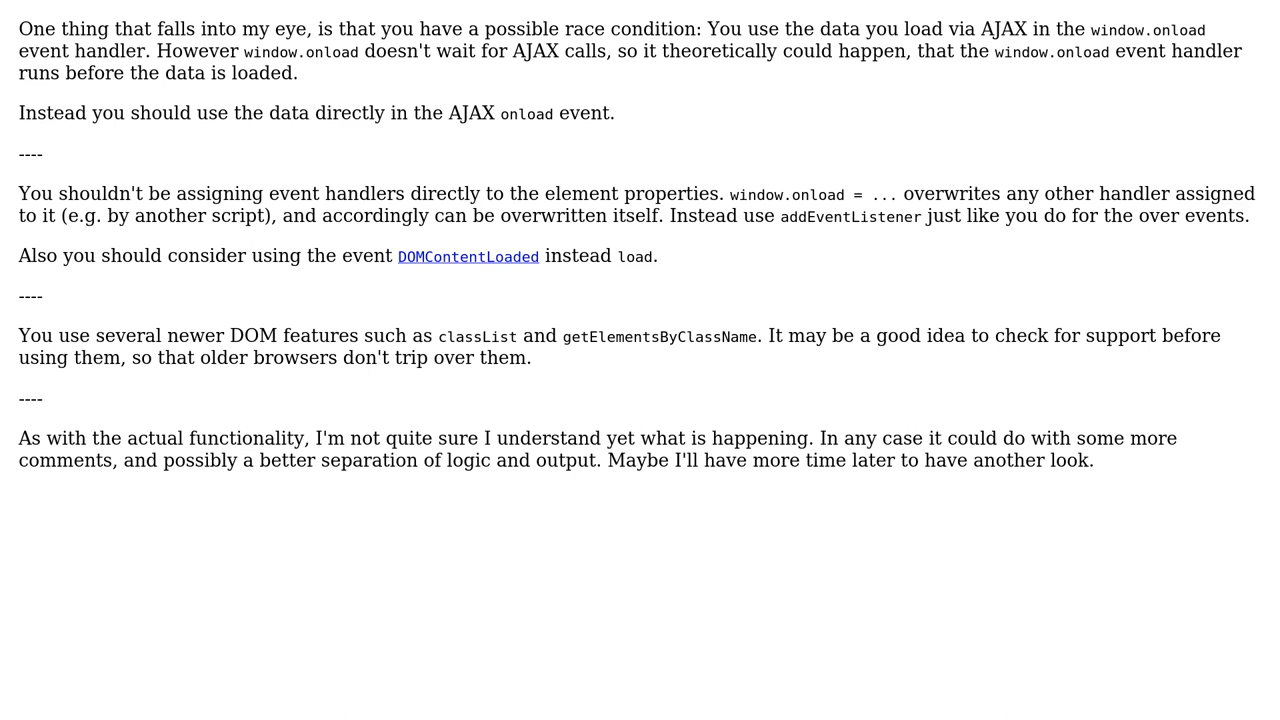 One thing that falls into my eye, is that you have a possible race condition: You use the data you load via AJAX in the window.onload
event handler. However window.onload doesn't wait for AJAX calls, so it theoretically could happen, that the window.onload event handler
runs before the data is loaded.
Instead you should use the data directly in the AJAX onload event.
----
You shouldn't be assigning event handlers directly to the element properties. window.onload = ... overwrites any other handler assigned
to it (e.g. by another script), and accordingly can be overwritten itself. Instead use addEventListener just like you do for the over events.
Also you should consider using the event DOMContentLoaded instead load.
----
You use several newer DOM features such as classList and getElementsByClassName. It may be a good idea to check for support before
using them, so that older browsers don't trip over them.
----
As with the actual functionality, I'm not quite sure I understand yet what is happening. In any case it could do with some more
comments, and possibly a better separation of logic and output. Maybe I'll have more time later to have another look.